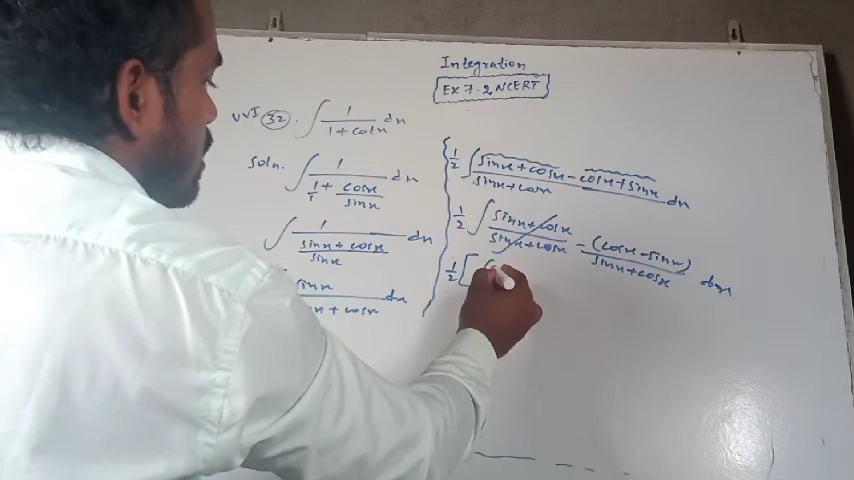 Integration
Ex 7.2 NCERT
VVI 32. ∫ 1 / 1 + cotx dx
Soln. ∫ 1 / 1/1 + cosx/sinx dx
∫ 1 / sinx + cosx / sinx dx
sinx / + cosx dx
1/2 ∫ sinx + cosx - cosx + sinx / sinx + cosx dx
1/2 ∫ sinx + cosx / sinx + cosx - (cosx - sinx) / sinx + cosx dx
1/2 [